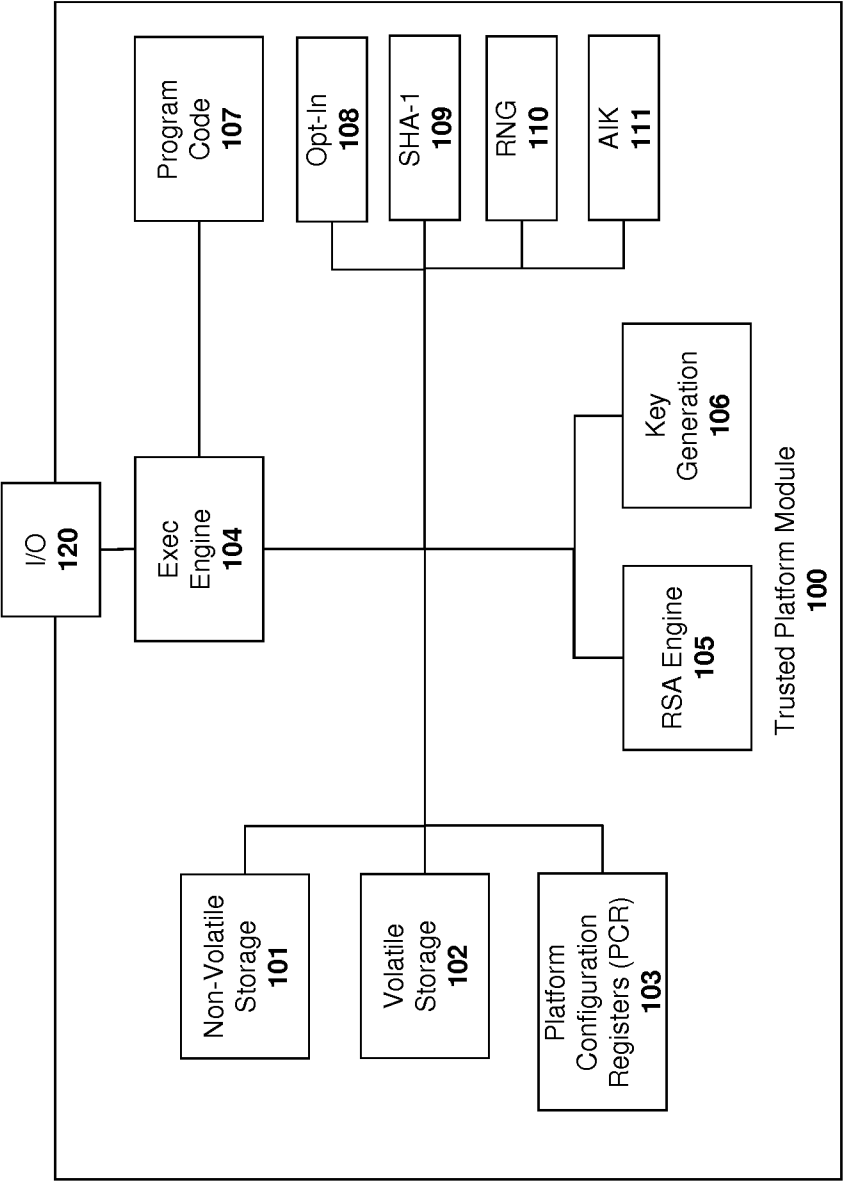 I/O
120
Non-Volatile
Storage
101
Volatile
Storage
102
Platform
Configuration
Registers (PCR)
103
Exec
Engine
104
RSA Engine
105
Key
Generation
106
Program
Code
107
Opt-In
108
SHA-1
109
RNG
110
AIK
111
Trusted Platform Module
100